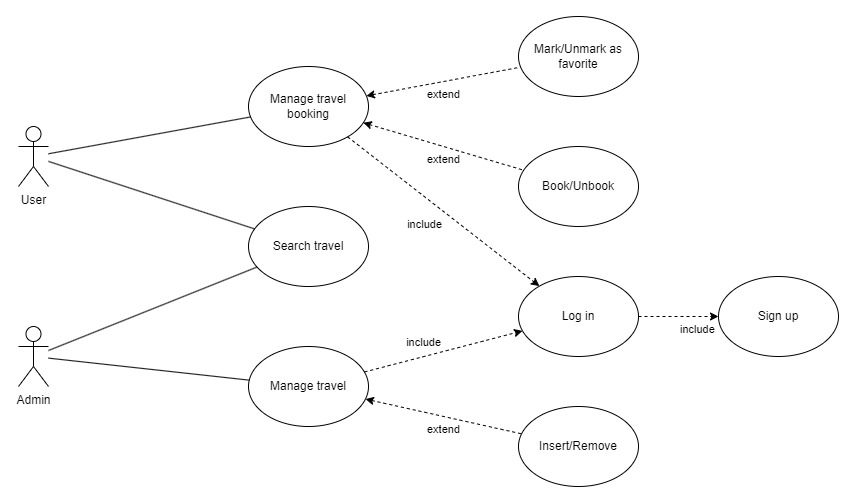 Mark/Unmark as
favorite
extend
Manage travel
booking
extend
Book/Unbook
User
include
Search travel
Log in
include
Sign up
include
Admin
Manage travel
extend
Insert/Remove